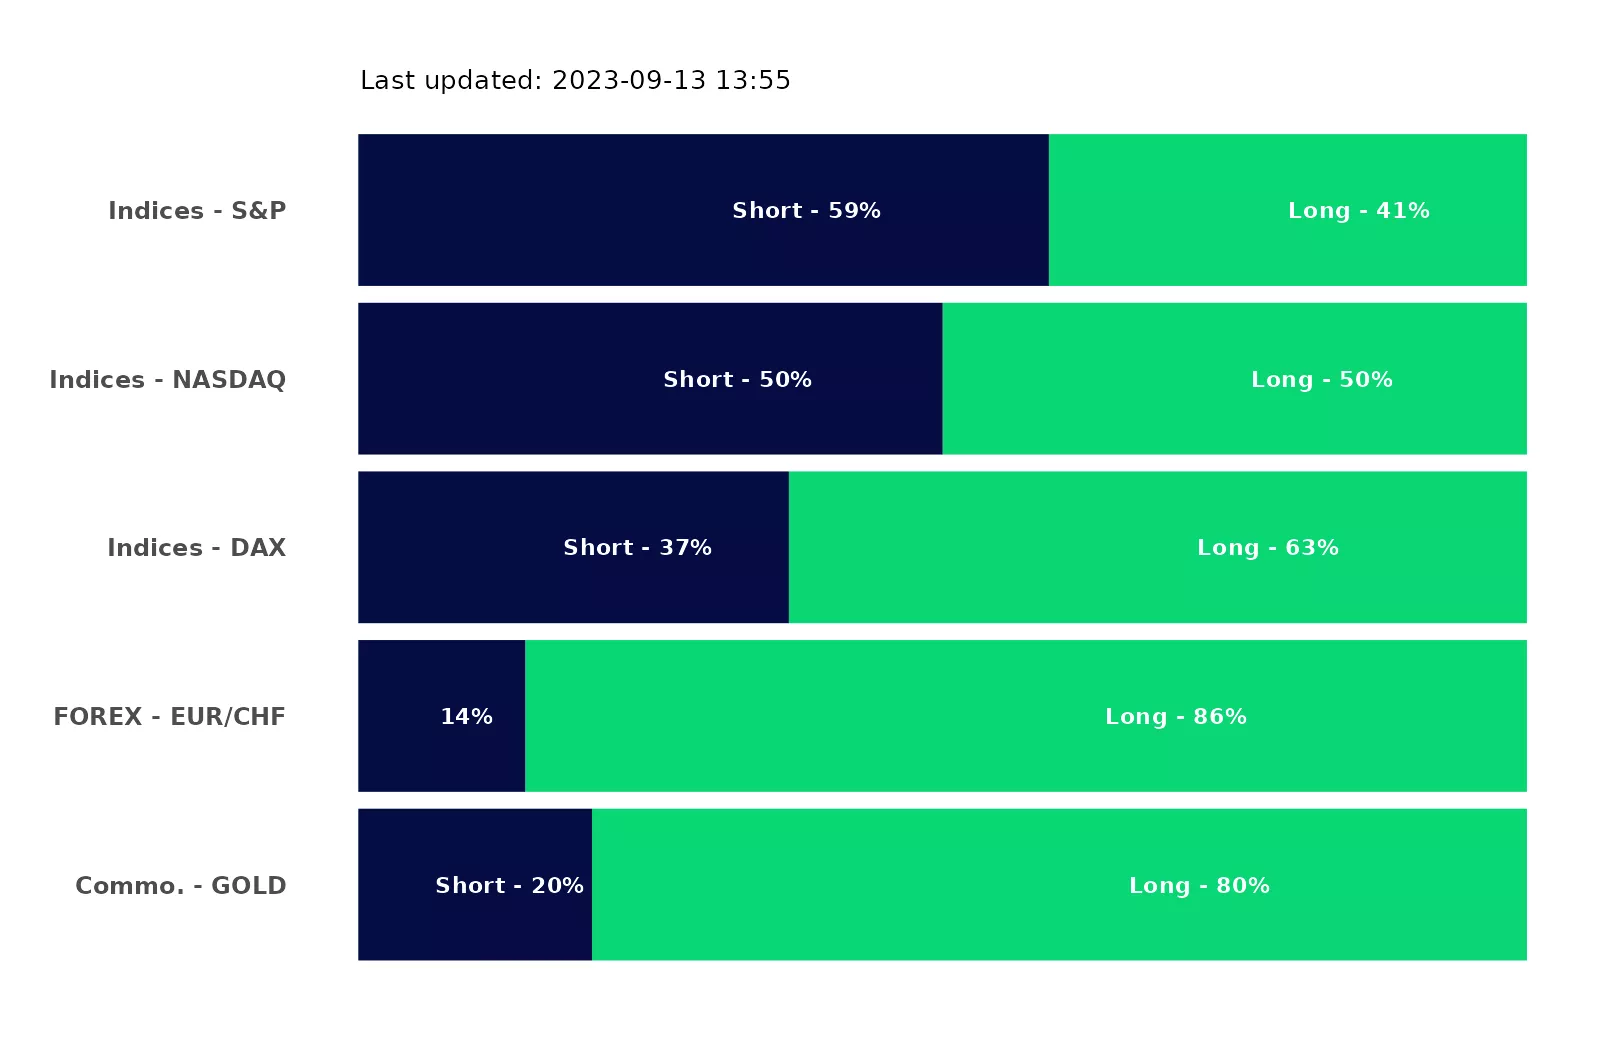 Last updated: 2023-09-13 13:55
Indices - S&P Short - 59% Long - 41%
Indices - NASDAQ Short - 50% Long - 50%
Indices - DAX Short - 37% Long - 63%
FOREX - EUR/CHF 14% Long - 86%
Commo. - GOLD Short - 20% Long - 80%